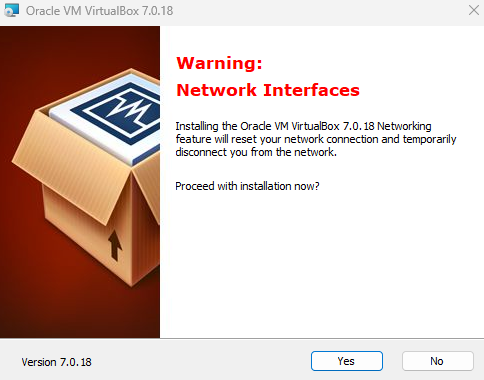 Oracle VM VirtualBox 7.0.18
Warning:
Network Interfaces
Installing the Oracle VM VirtualBox 7.0.18 Networking
feature will reset your network connection and temporarily
disconnect you from the network.
Proceed with installation now?
Version 7.0.18
Yes
No